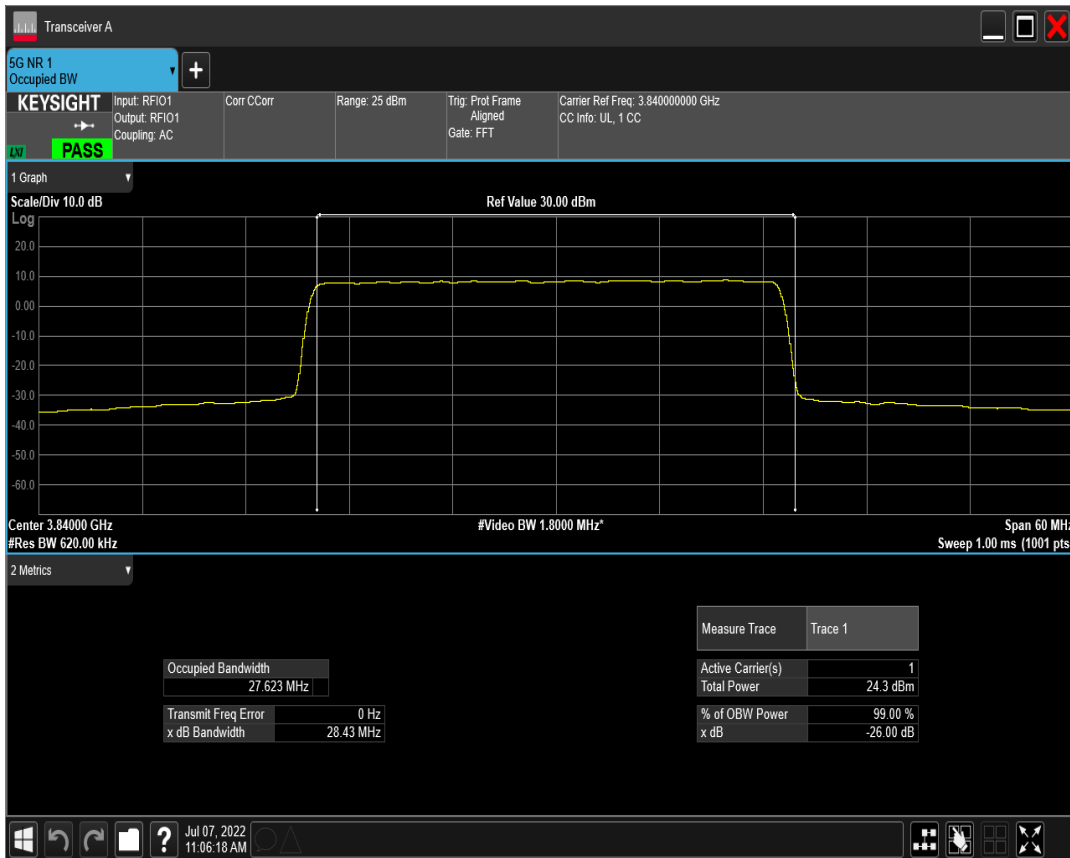 Transceiver A
5G NR 1
Occupied BW
KEYSIGHT
LXI
PASS
Input: RFIO1
Output: RFIO1
Coupling: AC
Corr CCorr
Range: 25 dBm
Trig: Prot Frame
Aligned
Gate: FFT
Carrier Ref Freq: 3.840000000 GHz
CC Info: UL, 1 CC
1 Graph
Scale/Div 10.0 dB
Ref Value 30.00 dBm
Log
20.0
10.0
0.00
-10.0
-20.0
-30.0
-40.0
-50.0
-60.0
Center 3.84000 GHz
#Video BW 1.8000 MHz*
Span 60 MHz
#Res BW 620.00 kHz
Sweep 1.00 ms (1001 pts
2 Metrics
Measure Trace Trace 1
Occupied Bandwidth
27.623 MHz
Active Carrier(s) 1
Total Power 24.3 dBm
Transmit Freq Error 0 Hz
x dB Bandwidth 28.43 MHz
% of OBW Power 99.00 %
x dB -26.00 dB
?
Jul 07, 2022
11:06:18 AM